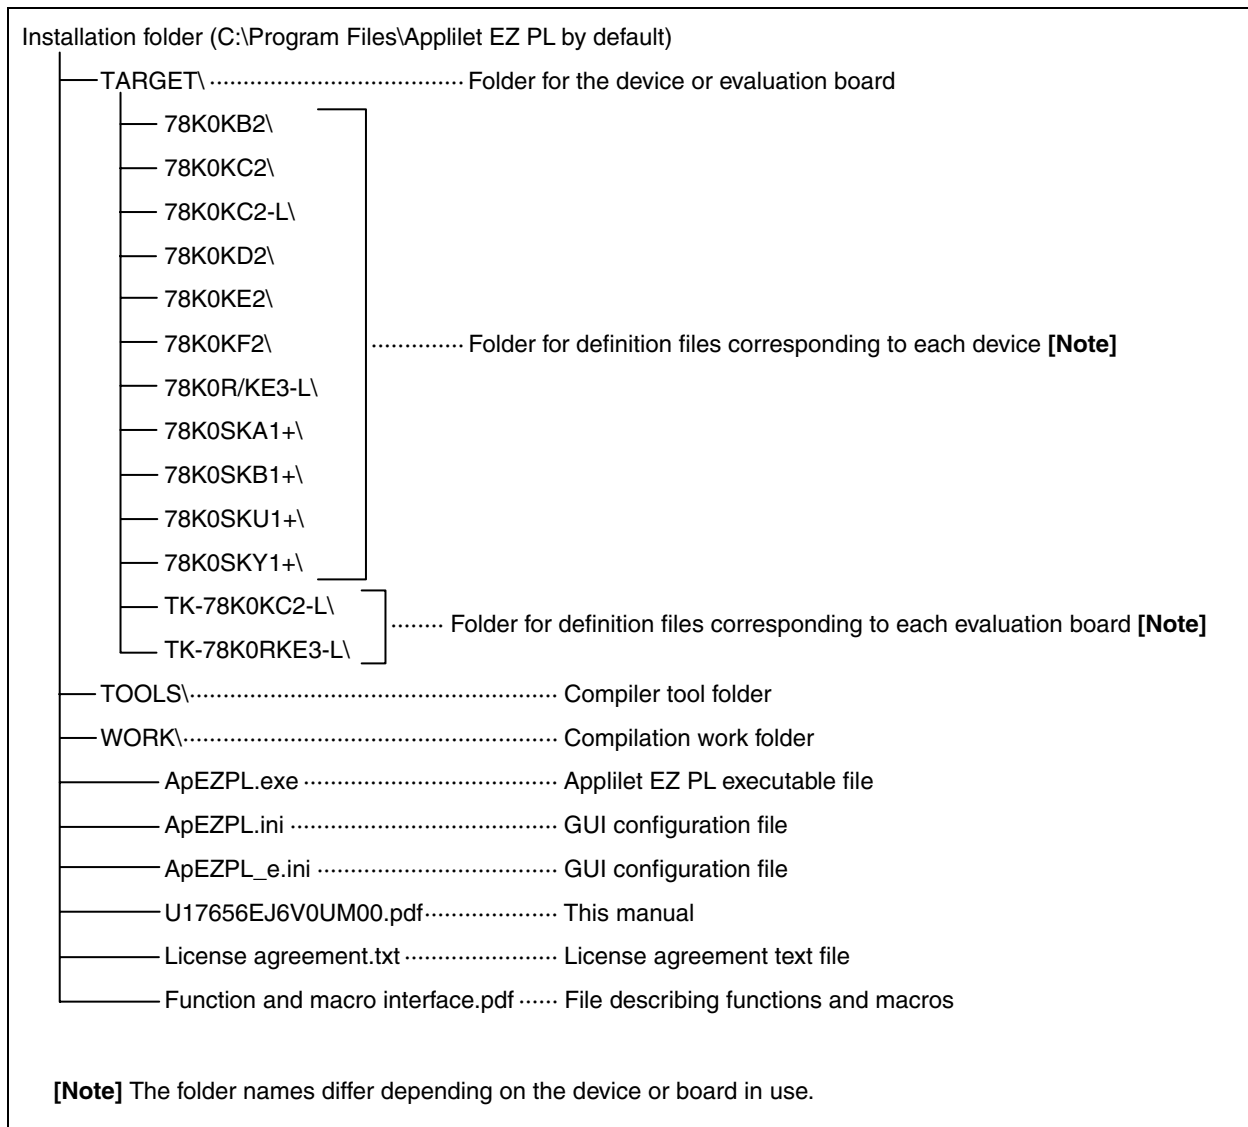 Installation folder (C:\Program Files\Applilet EZ PL by default)
TARGET\ ................................... Folder for the device or evaluation board
78K0KB2\
78K0KC2\
78K0KC2-L\
78K0KD2\
78K0KE2\
78K0KF2\ .............. Folder for definition files corresponding to each device [Note]
78K0R/KE3-L\
78K0SKA1+\
78K0SKB1+\
78K0SKU1+\
78K0SKY1+\
TK-78K0KC2-L\
........ Folder for definition files corresponding to each evaluation board [Note]
TK-78K0RKE3-L\
TOOLS\ .................................................... Compiler tool folder
WORK\ ..................................................... Compilation work folder
ApEZPL.exe ................................... Applilet EZ PL executable file
ApEZPL.ini ..................................... GUI configuration file
ApEZPL_e.ini ................................. GUI configuration file
U17656EJ6V0UM00.pdf .................. This manual
License agreement.txt ..................... License agreement text file
Function and macro interface.pdf ...... File describing functions and macros
[Note] The folder names differ depending on the device or board in use.